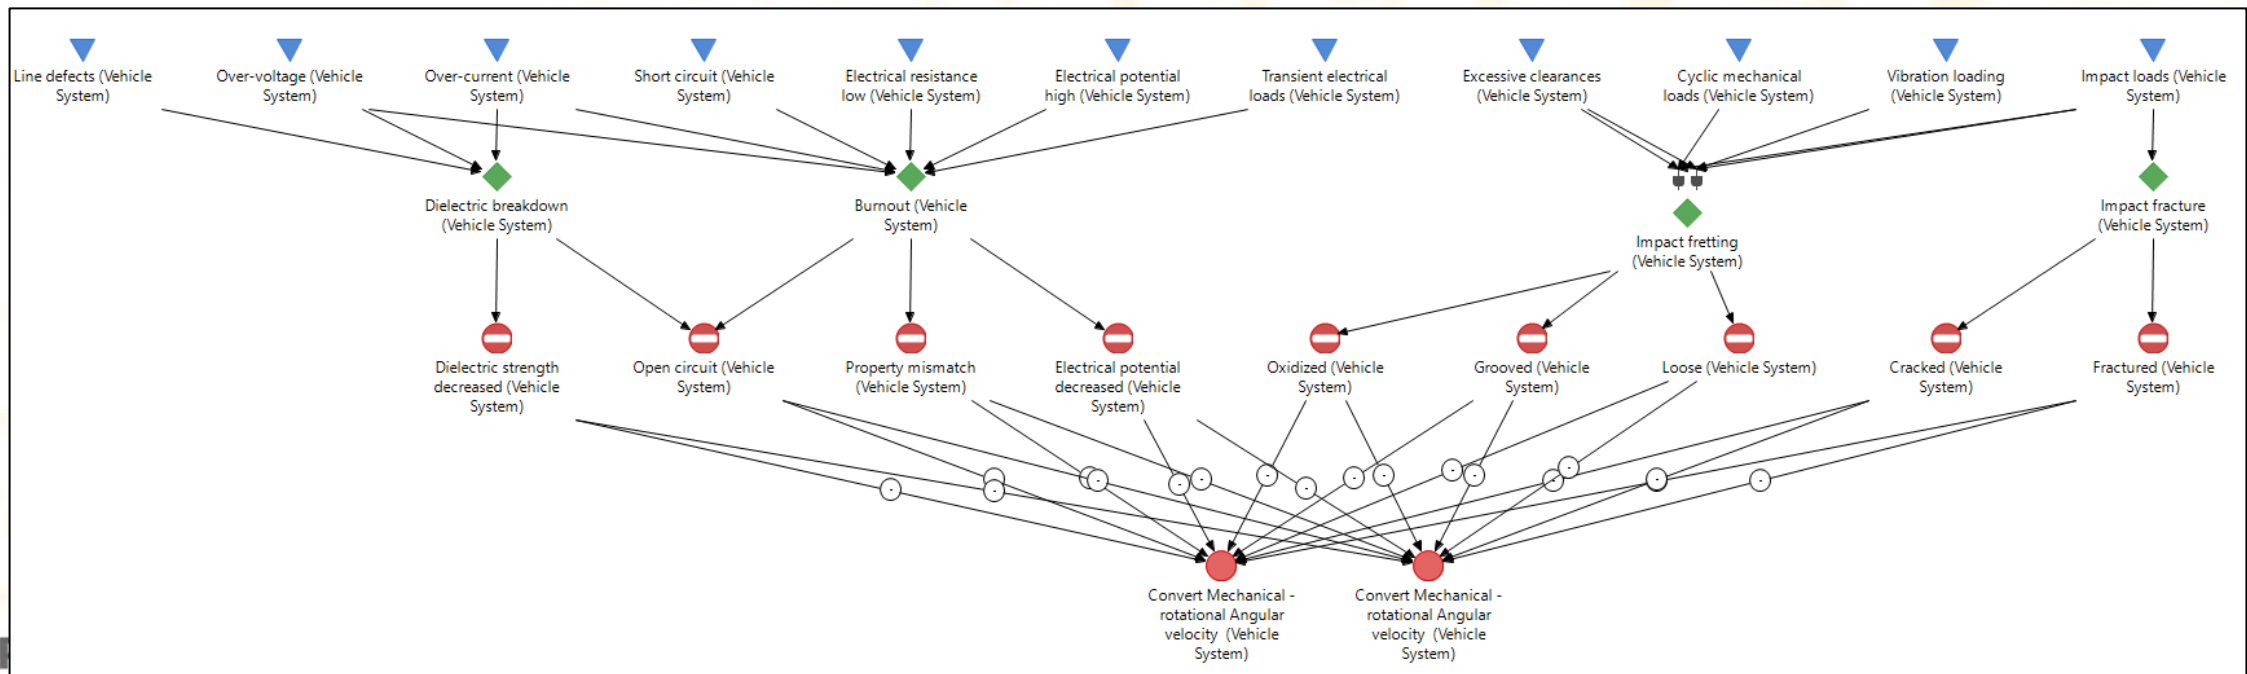 Line defects (Vehicle
System)
Over-voltage (Vehicle
System)
Over-current (Vehicle
System)
Short circuit (Vehicle
System)
Electrical resistance
low (Vehicle System)
Electrical potential
high (Vehicle System)
Transient electrical
loads (Vehicle System)
Excessive clearances
(Vehicle System)
Cyclic mechanical
loads (Vehicle System)
Vibration loading
(Vehicle System)
Impact loads (Vehicle
System)
Dielectric breakdown
(Vehicle System)
Burnout (Vehicle
System)
Impact fretting
(Vehicle System)
Impact fracture
(Vehicle System)
Dielectric strength
decreased (Vehicle
System)
Open circuit (Vehicle
System)
Property mismatch
(Vehicle System)
Electrical potential
decreased (Vehicle
System)
Oxidized (Vehicle
System)
Grooved (Vehicle
System)
Loose (Vehicle System)
Cracked (Vehicle
System)
Fractured (Vehicle
System)
Convert Mechanical -
rotational Angular
velocity (Vehicle
System)
Convert Mechanical -
rotational Angular
velocity (Vehicle
System)